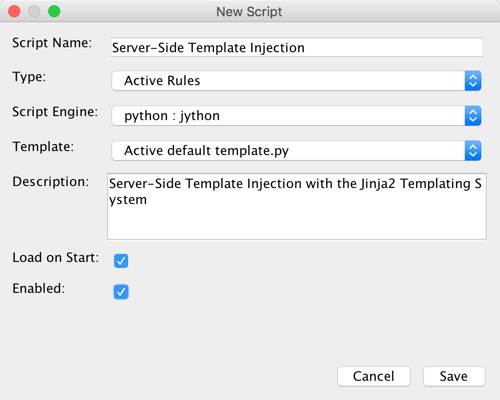 New Script
Script Name: Server-Side Template Injection
Type: Active Rules
Script Engine: python : jython
Template: Active default template.py
Description: Server-Side Template Injection with the Jinja2 Templating S
ystem
Load on Start:
Enabled:
Cancel Save